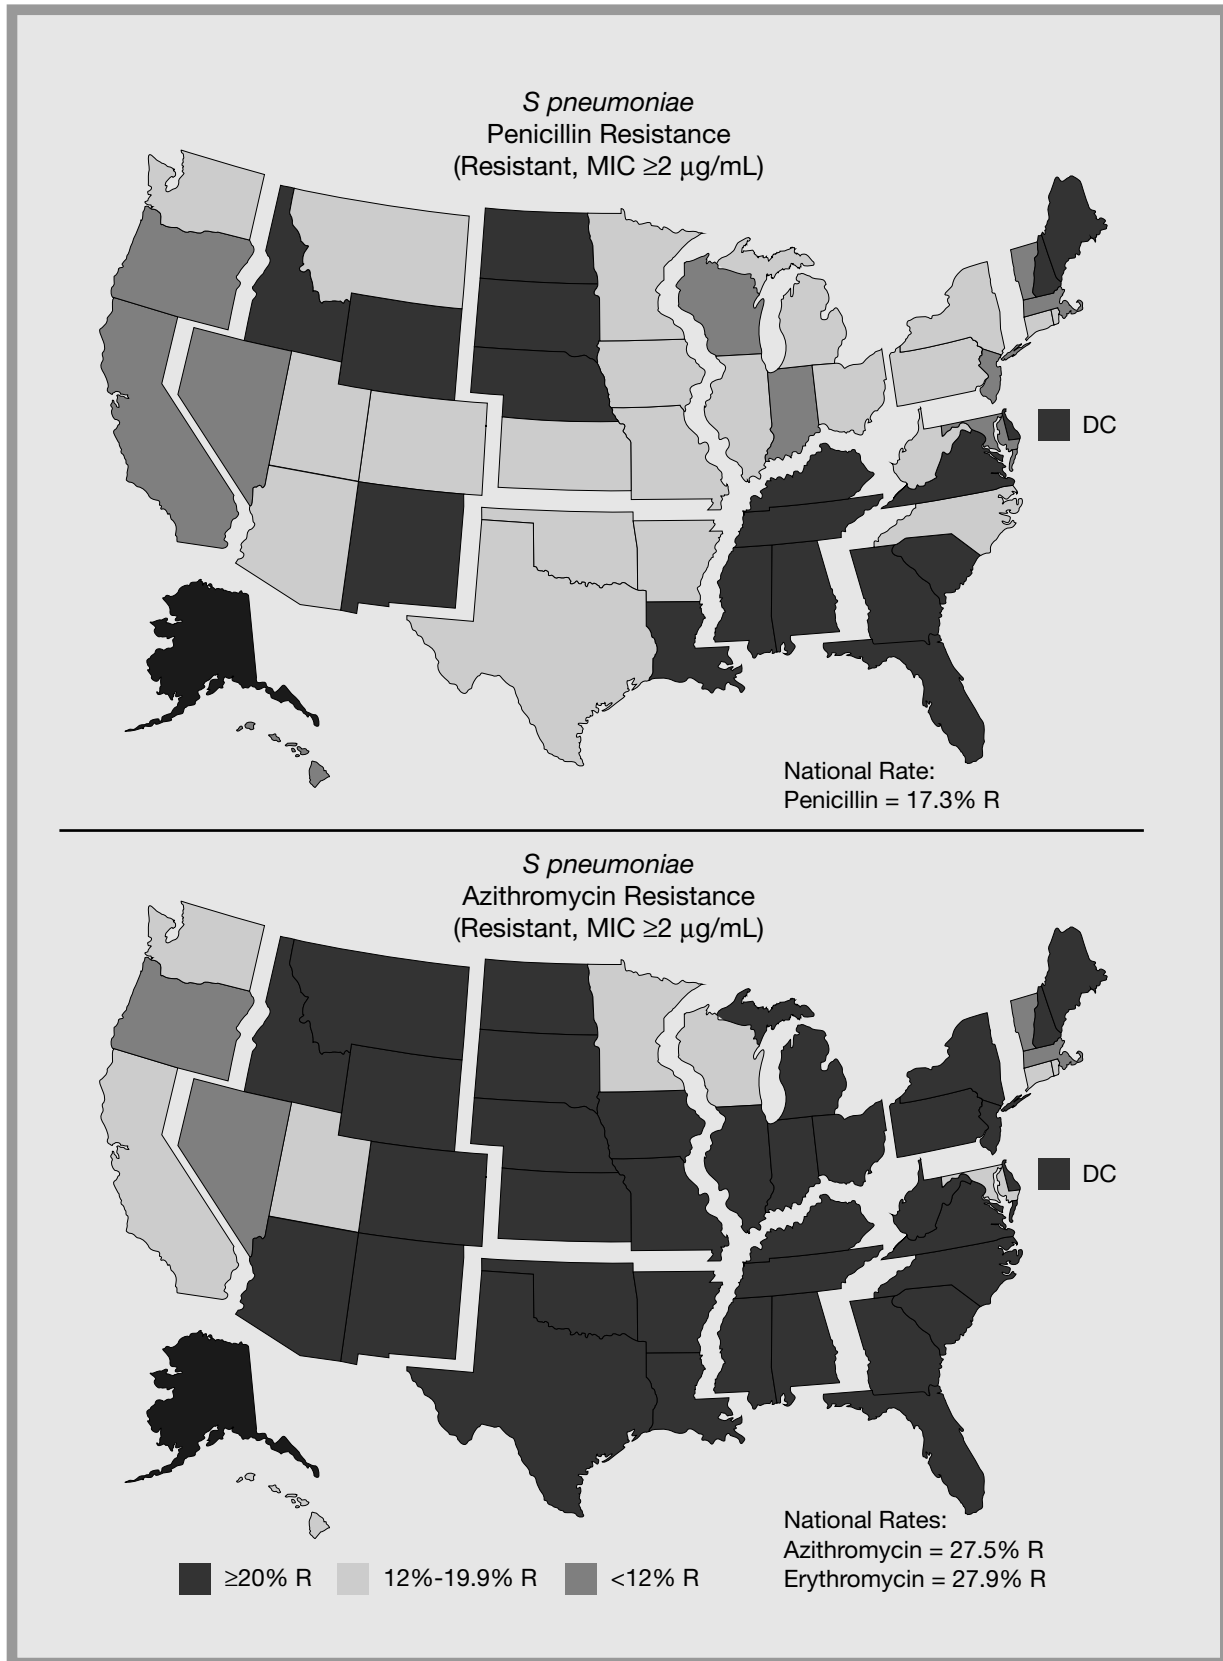 S pneumoniae
Penicillin Resistance
(Resistant, MIC ≥2 μg/mL)
DC
National Rate:
Penicillin = 17.3% R
S pneumoniae
Azithromycin Resistance
(Resistant, MIC ≥2 μg/mL)
DC
National Rates:
Azithromycin = 27.5% R
Erythromycin = 27.9% R
≥20% R 12%-19.9% R <12% R